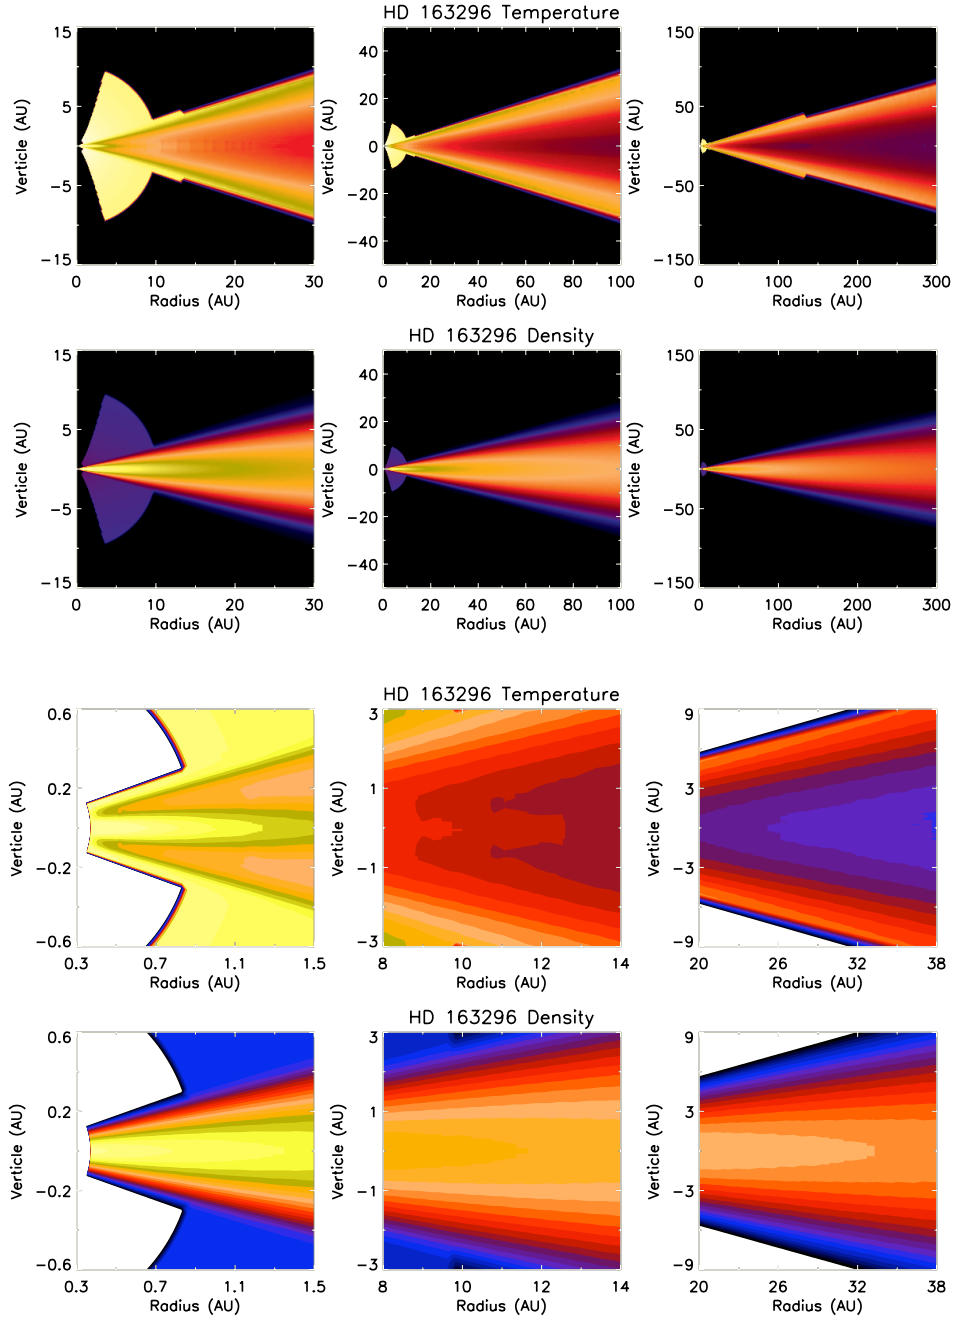 HD 163296 Temperature
15 5 −5 −15 Verticle (AU)
40 20 0 −20 −40 Verticle (AU)
150 50 −50 −150 Verticle (AU)
0 10 20 30 0 20 40 60 80 100 0 100 200 300
Radius (AU) Radius (AU) Radius (AU)
HD 163296 Density
15 5 −5 −15 Verticle (AU)
40 20 0 −20 −40 Verticle (AU)
150 50 −50 −150 Verticle (AU)
0 10 20 30 0 20 40 60 80 100 0 100 200 300
Radius (AU) Radius (AU) Radius (AU)
HD 163296 Temperature
0.6 0.2 −0.2 −0.6 Verticle (AU)
3 1 −1 −3 Verticle (AU)
9 3 −3 −9 Verticle (AU)
0.3 0.7 1.1 1.5 8 10 12 14 20 26 32 38
Radius (AU) Radius (AU) Radius (AU)
HD 163296 Density
0.6 0.2 −0.2 −0.6 Verticle (AU)
3 1 −1 −3 Verticle (AU)
9 3 −3 −9 Verticle (AU)
0.3 0.7 1.1 1.5 8 10 12 14 20 26 32 38
Radius (AU) Radius (AU) Radius (AU)